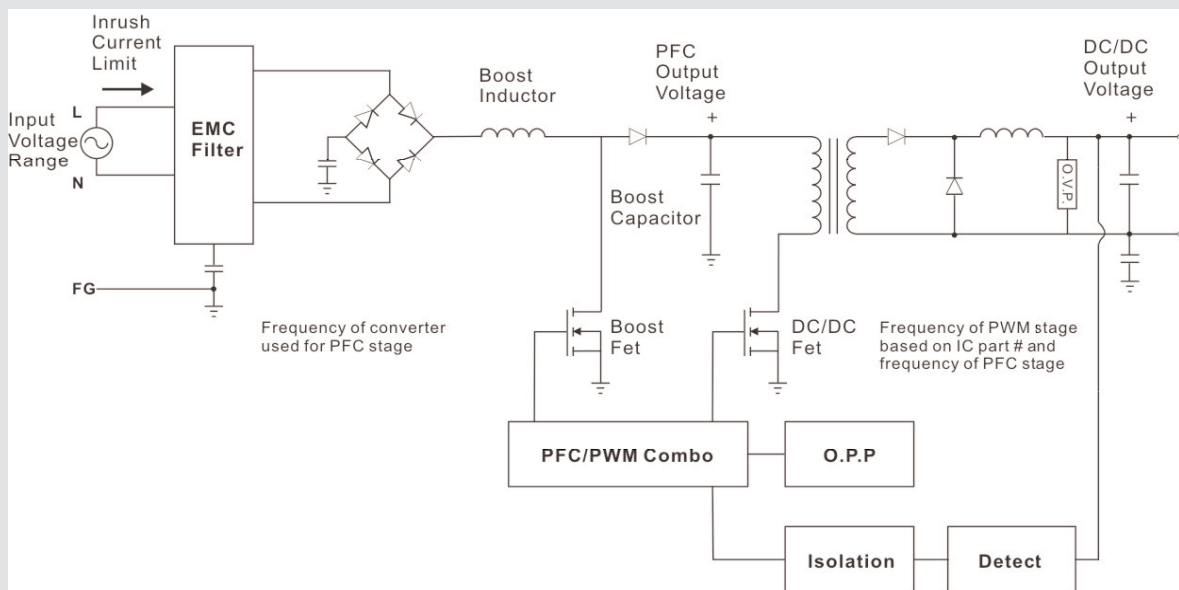 Inrush
Current
Limit
Input
Voltage
Range
L
N
EMC
Filter
FG
Boost
Inductor
PFC
Output
Voltage
+
Boost
Capacitor
DC/DC
Output
Voltage
+
O.V.P.
Frequency of converter
used for PFC stage
Boost
Fet
DC/DC
Fet
Frequency of PWM stage
based on IC part # and
frequency of PFC stage
PFC/PWM Combo
O.P.P
Isolation
Detect